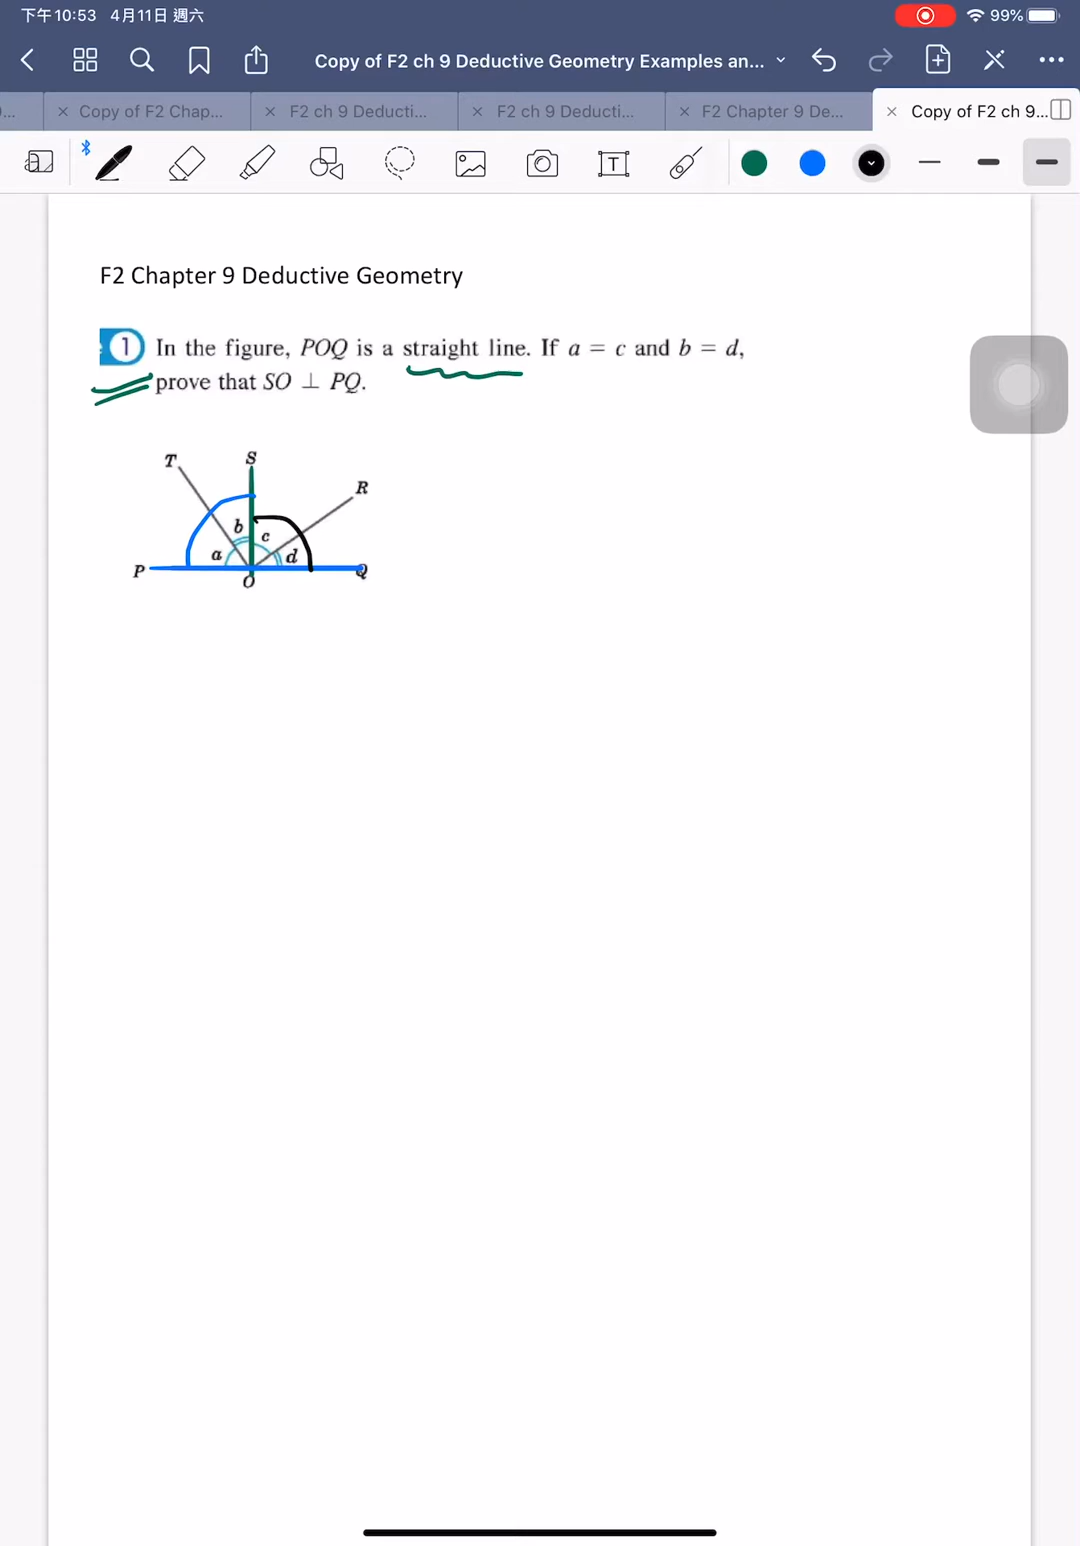 下午10:53 4月11日 週六
99%
Copy of F2 ch 9 Deductive Geometry Examples an...
... Copy of F2 Chap... F2 ch 9 Deducti... F2 ch 9 Deducti... F2 Chapter 9 De... Copy of F2 ch 9...
F2 Chapter 9 Deductive Geometry
1 In the figure, POQ is a straight line. If a = c and b = d,
prove that SO ⊥ PQ.
T S
R
b c
a d
P O Q